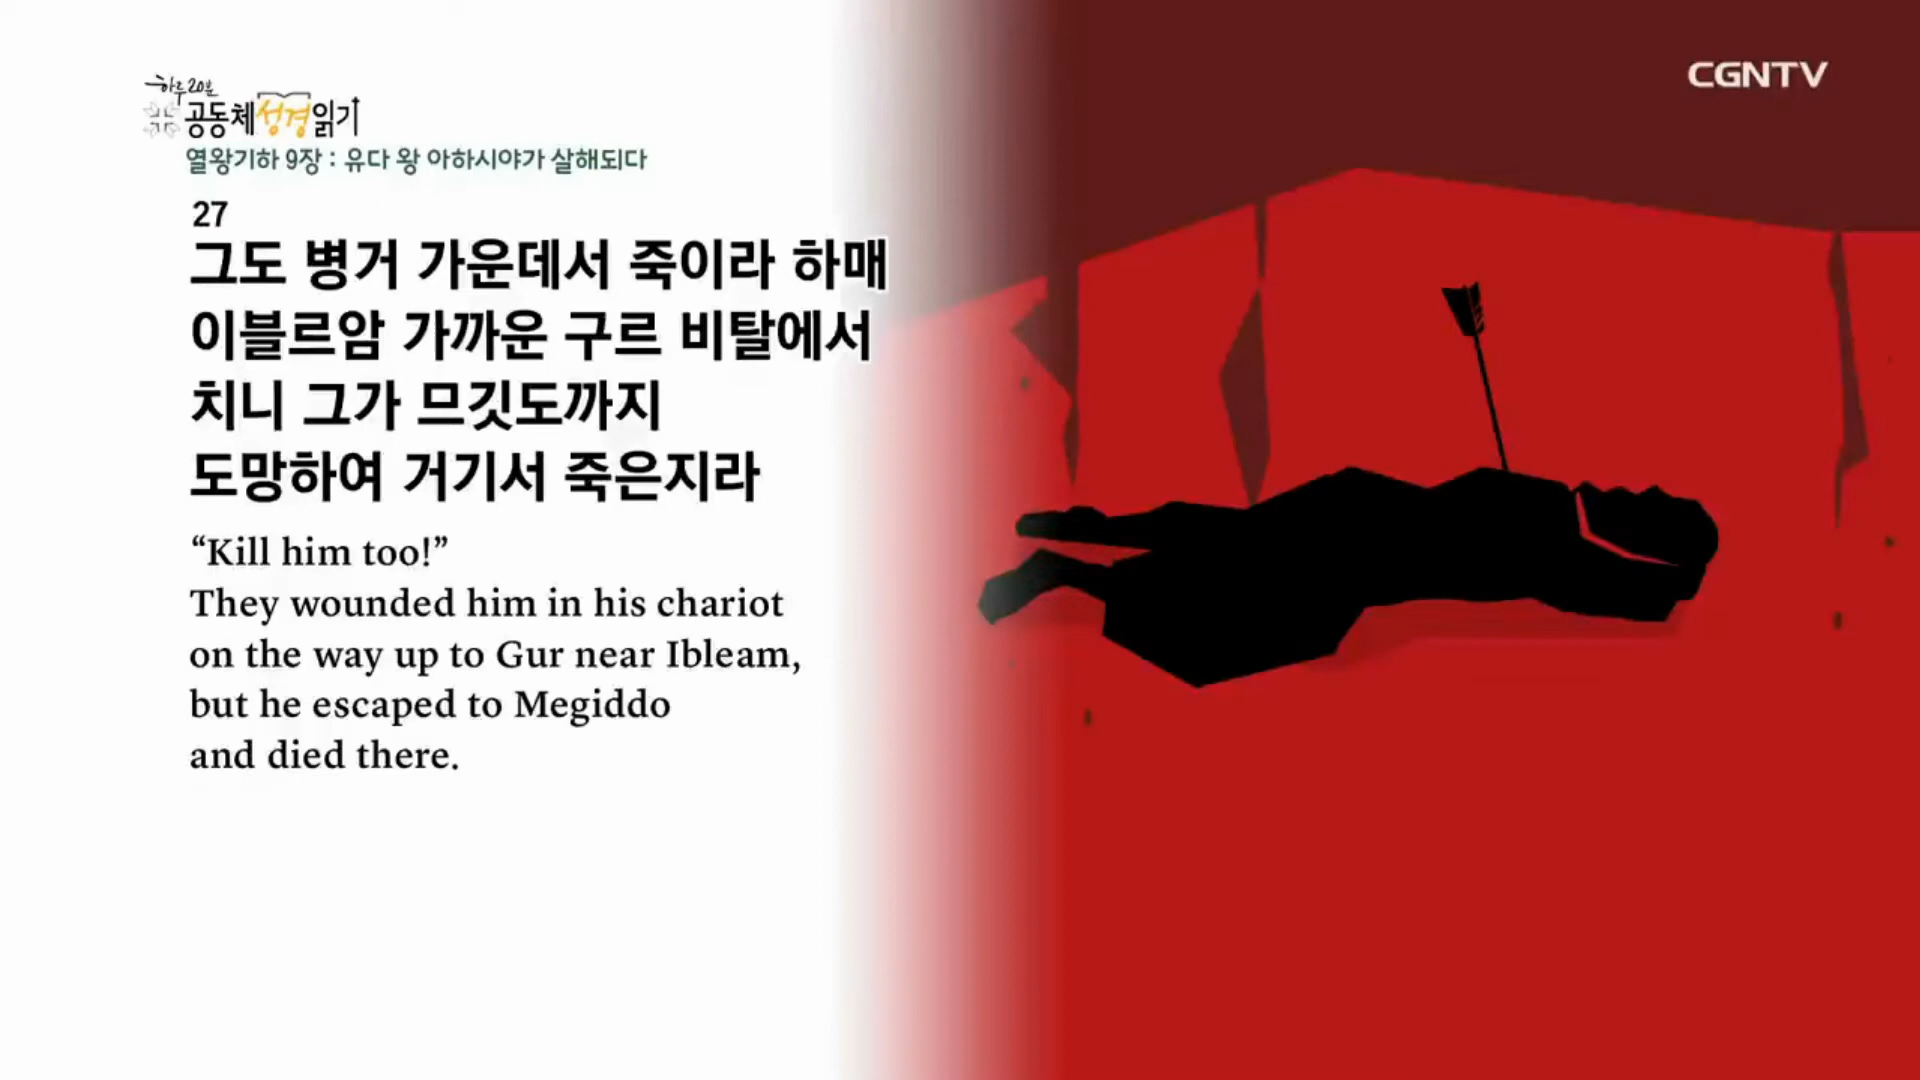 하루 20분
공동체성경읽기
CGNTV
열왕기하 9장 : 유다 왕 아하시야가 살해되다
27
그도 병거 가운데서 죽이라 하매
이블르암 가까운 구르 비탈에서
치니 그가 므깃도까지
도망하여 거기서 죽은지라
“Kill him too!”
They wounded him in his chariot
on the way up to Gur near Ibleam,
but he escaped to Megiddo
and died there.